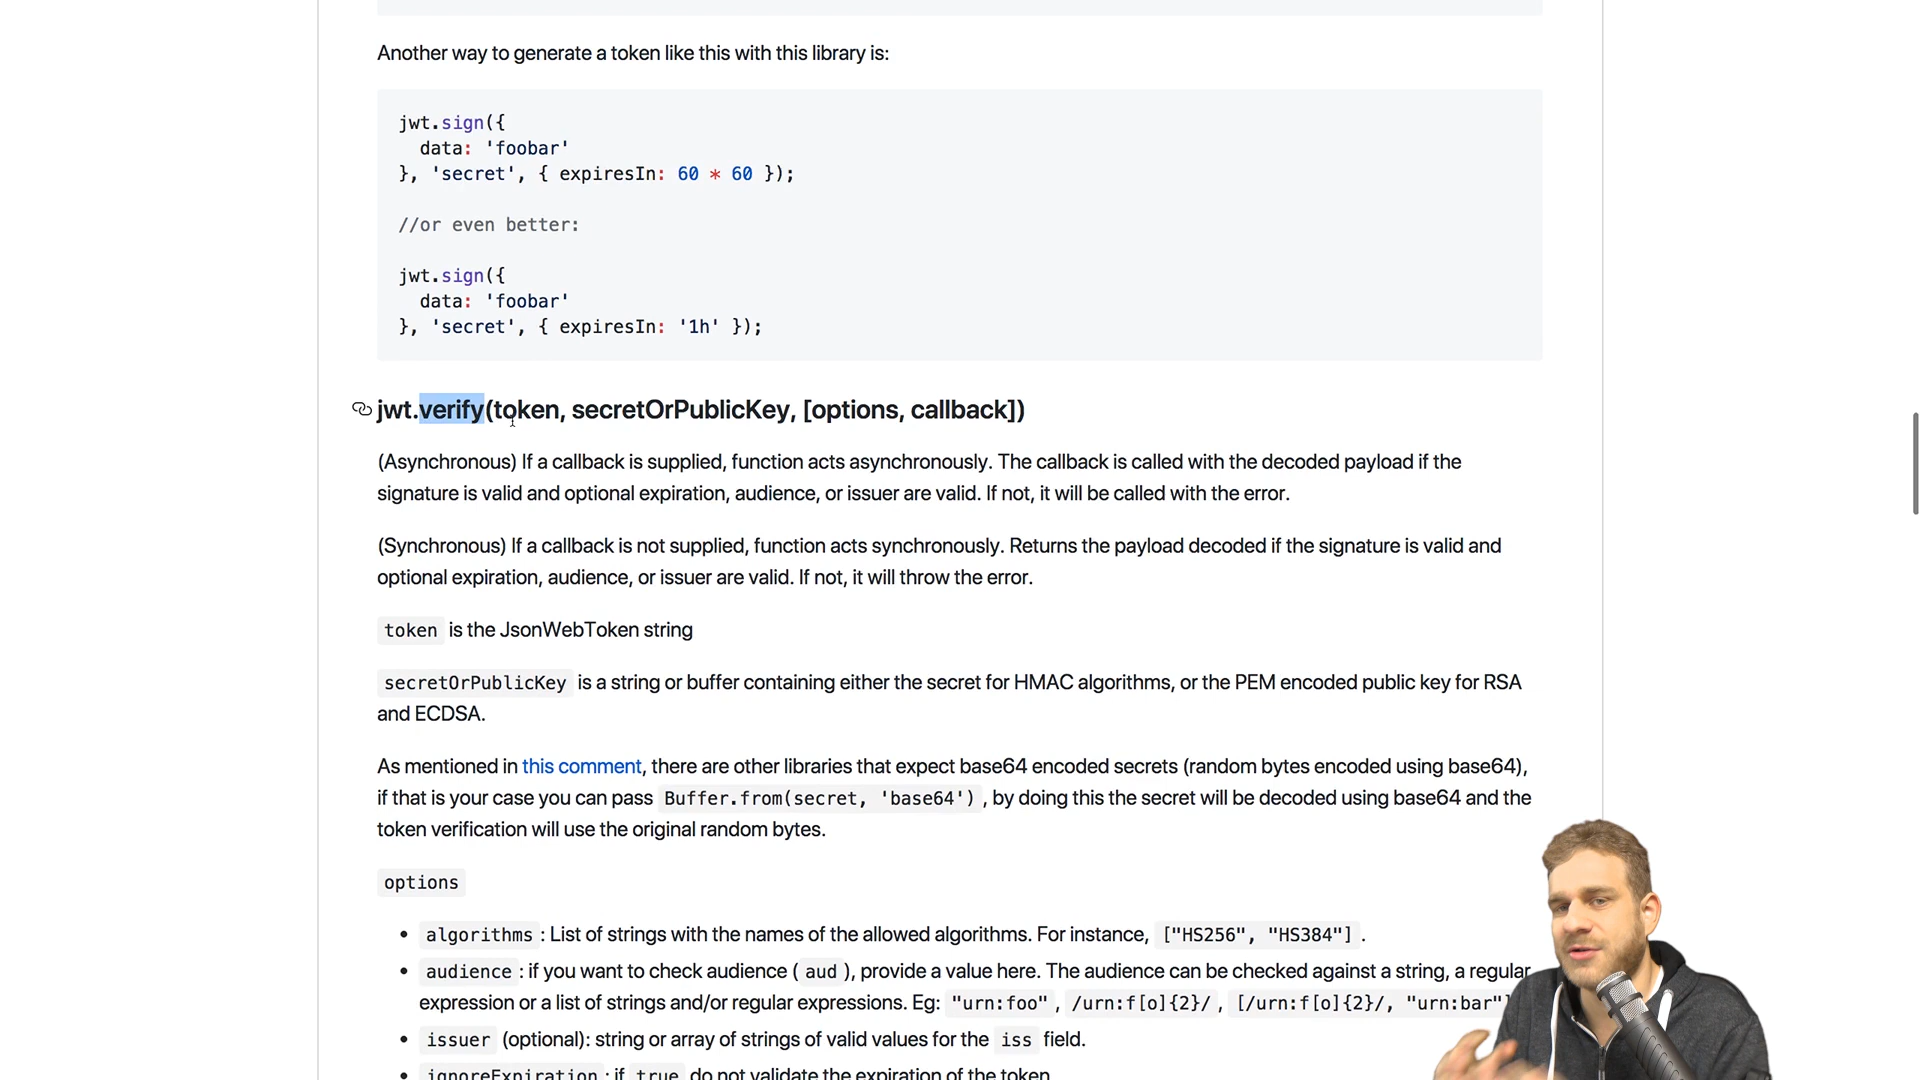 Another way to generate a token like this with this library is:
jwt.sign({
  data: 'foobar'
}, 'secret', { expiresIn: 60 * 60 });
//or even better:
jwt.sign({
  data: 'foobar'
}, 'secret', { expiresIn: '1h' });
jwt.verify(token, secretOrPublicKey, [options, callback])
(Asynchronous) If a callback is supplied, function acts asynchronously. The callback is called with the decoded payload if the
signature is valid and optional expiration, audience, or issuer are valid. If not, it will be called with the error.
(Synchronous) If a callback is not supplied, function acts synchronously. Returns the payload decoded if the signature is valid and
optional expiration, audience, or issuer are valid. If not, it will throw the error.
token is the JsonWebToken string
secretOrPublicKey is a string or buffer containing either the secret for HMAC algorithms, or the PEM encoded public key for RSA
and ECDSA.
As mentioned in this comment, there are other libraries that expect base64 encoded secrets (random bytes encoded using base64),
if that is your case you can pass Buffer.from(secret, 'base64') , by doing this the secret will be decoded using base64 and the
token verification will use the original random bytes.
options
• algorithms : List of strings with the names of the allowed algorithms. For instance, ["HS256", "HS384"] .
• audience : if you want to check audience ( aud ), provide a value here. The audience can be checked against a string, a regular
expression or a list of strings and/or regular expressions. Eg: "urn:foo" , /urn:f[o]{2}/ , [/urn:f[o]{2}/, "urn:bar"]
• issuer (optional): string or array of strings of valid values for the iss field.
• ignoreExpiration : if true do not validate the expiration of the token